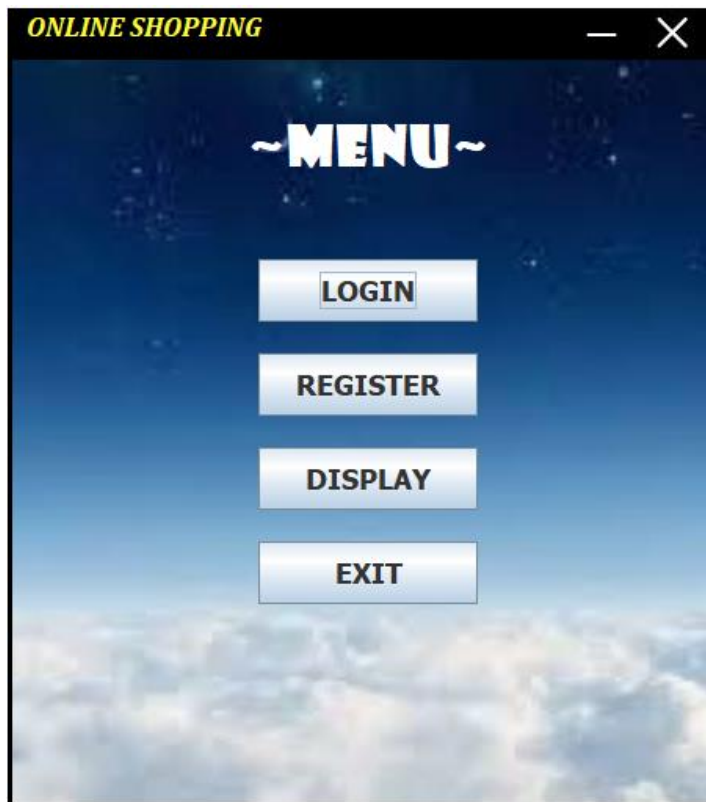 ONLINE SHOPPING
~MENU~
LOGIN
REGISTER
DISPLAY
EXIT